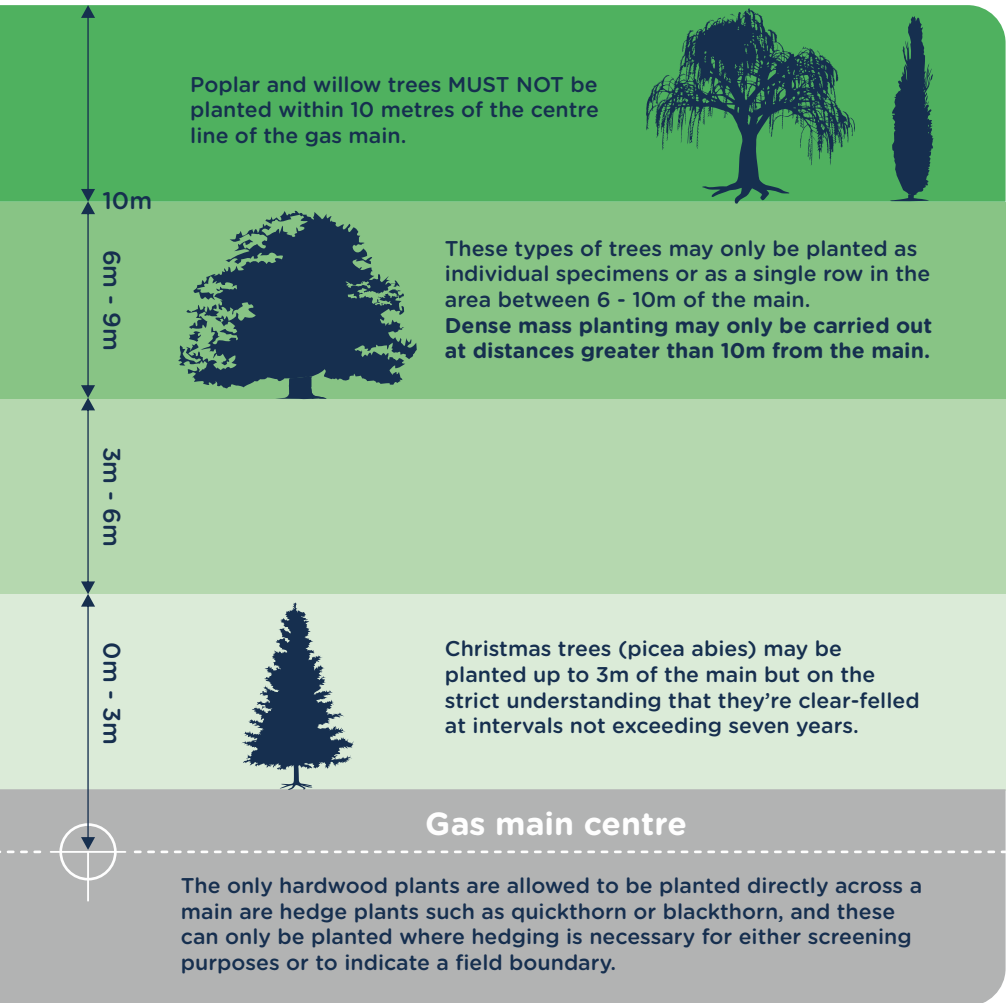 Poplar and willow trees MUST NOT be
planted within 10 metres of the centre
line of the gas main.
10m
6m - 9m
These types of trees may only be planted as
individual specimens or as a single row in the
area between 6 - 10m of the main.
Dense mass planting may only be carried out
at distances greater than 10m from the main.
3m - 6m
0m - 3m
Christmas trees (picea abies) may be
planted up to 3m of the main but on the
strict understanding that they’re clear-felled
at intervals not exceeding seven years.
Gas main centre
The only hardwood plants are allowed to be planted directly across a
main are hedge plants such as quickthorn or blackthorn, and these
can only be planted where hedging is necessary for either screening
purposes or to indicate a field boundary.